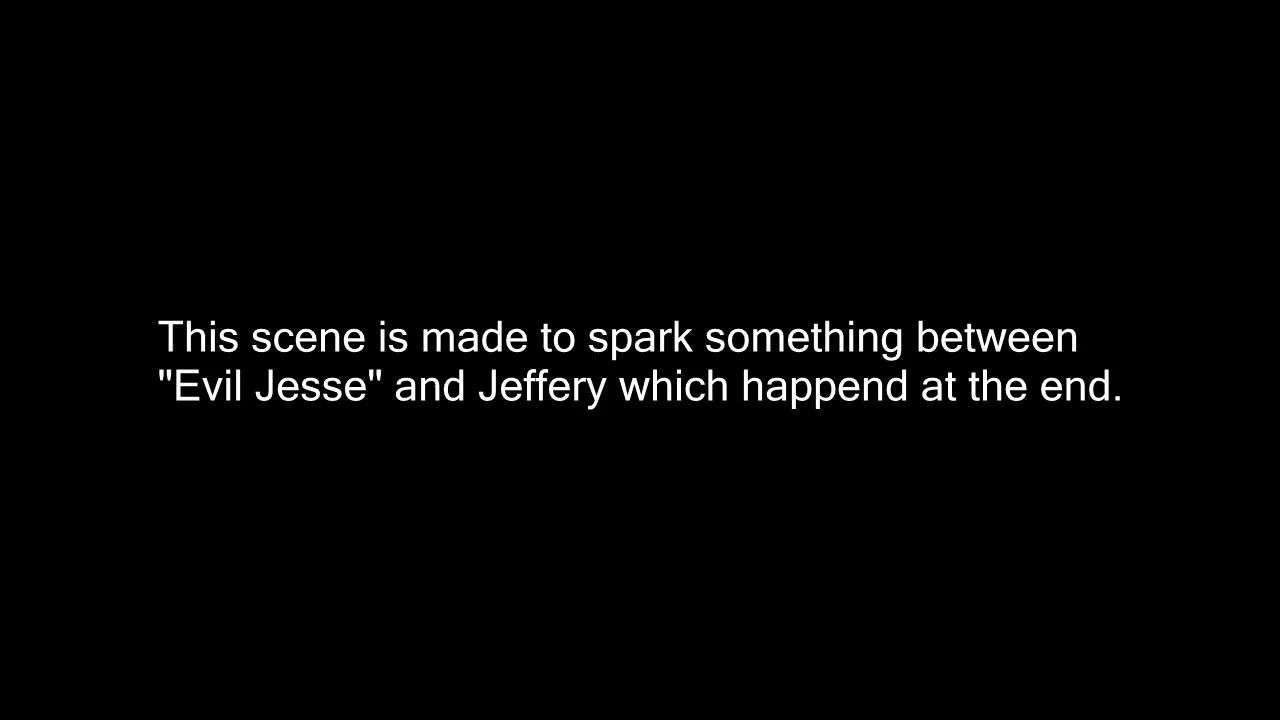 This scene is made to spark something between
"Evil Jesse" and Jeffery which happend at the end.